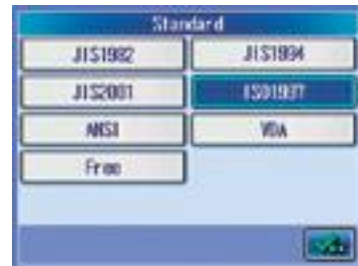 Standard
JIS1982 JIS1994
JIS2001 ISO1997
ANSI VDA
Free